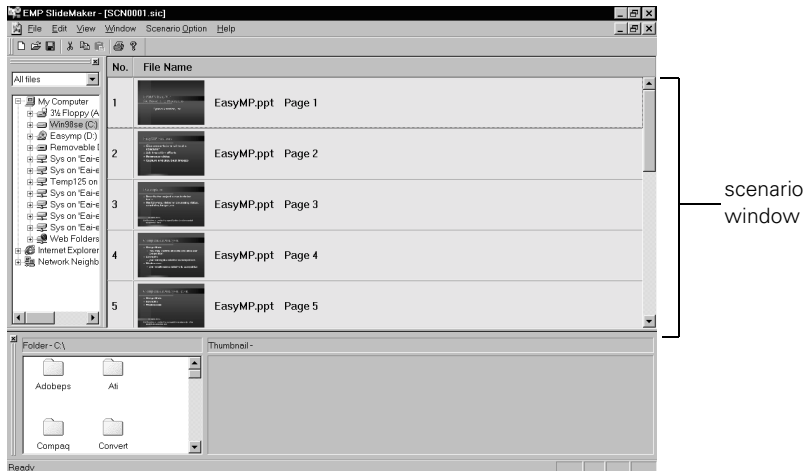 EMP SlideMaker - [SCN0001.sic]
File Edit View Window Scenario Option Help
All files
My Computer
3½ Floppy (A
Win98se (C:)
Easymp (D:)
Removable
Sys on 'Eai-e
Sys on 'Eai-e
Temp125 on
Sys on 'Eai-e
Sys on 'Eai-e
Sys on 'Eai-e
Web Folders
Internet Explorer
Network Neighb
No. File Name
1 EasyMP.ppt Page 1
2 EasyMP.ppt Page 2
3 EasyMP.ppt Page 3
4 EasyMP.ppt Page 4
5 EasyMP.ppt Page 5
scenario
window
Folder - C:\
Adobeps Ati
Compaq Convert
Thumbnail -
Ready